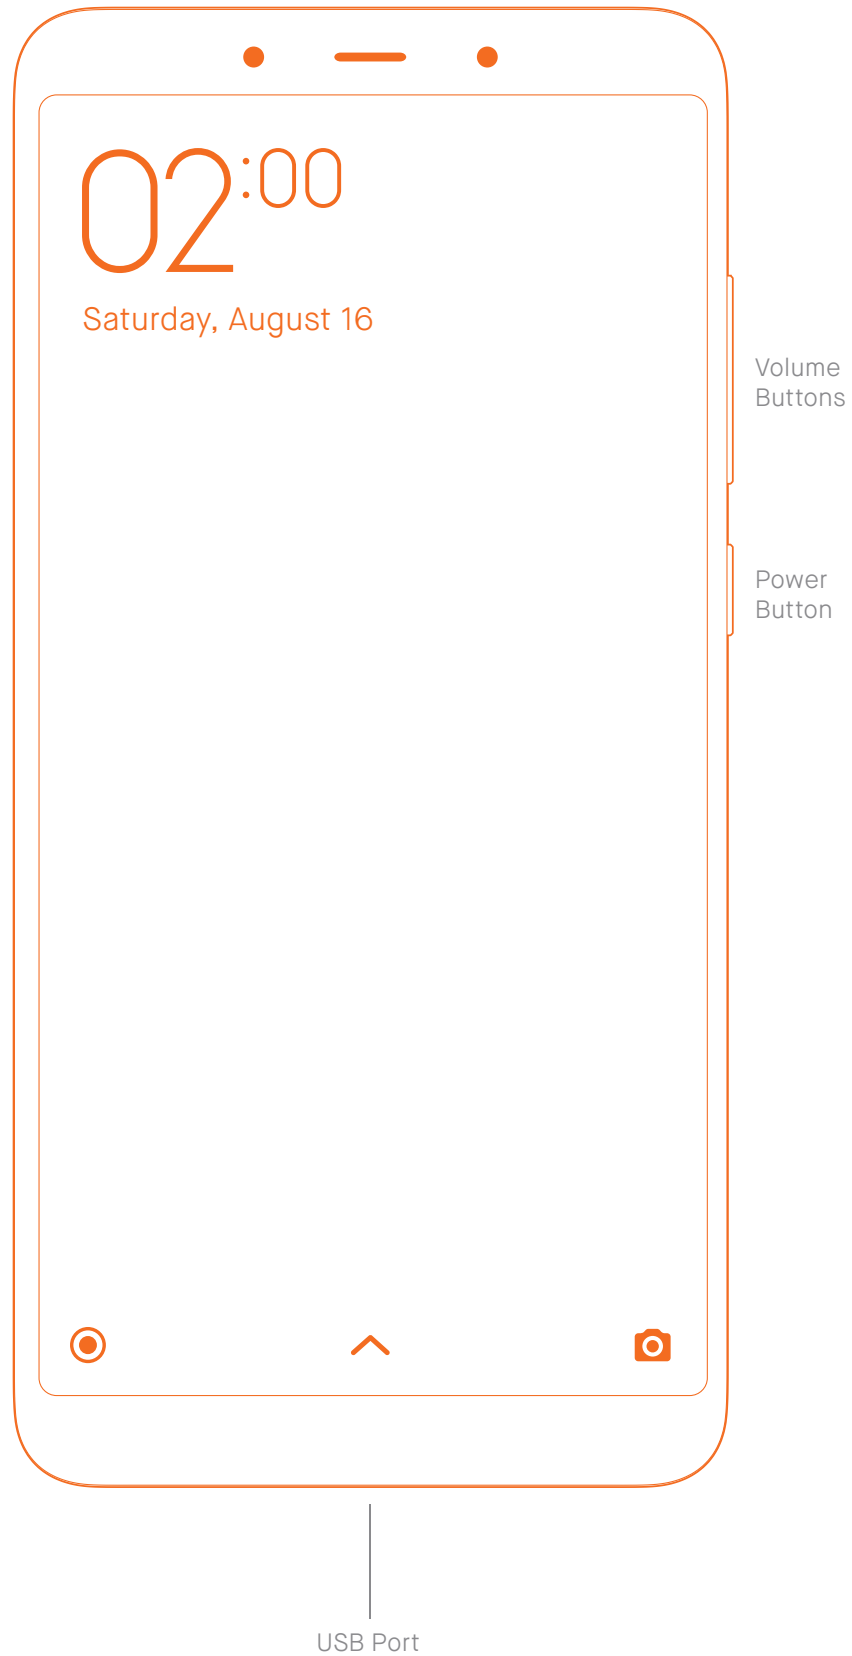 02:00
Saturday, August 16
Volume
Buttons
Power
Button
USB Port